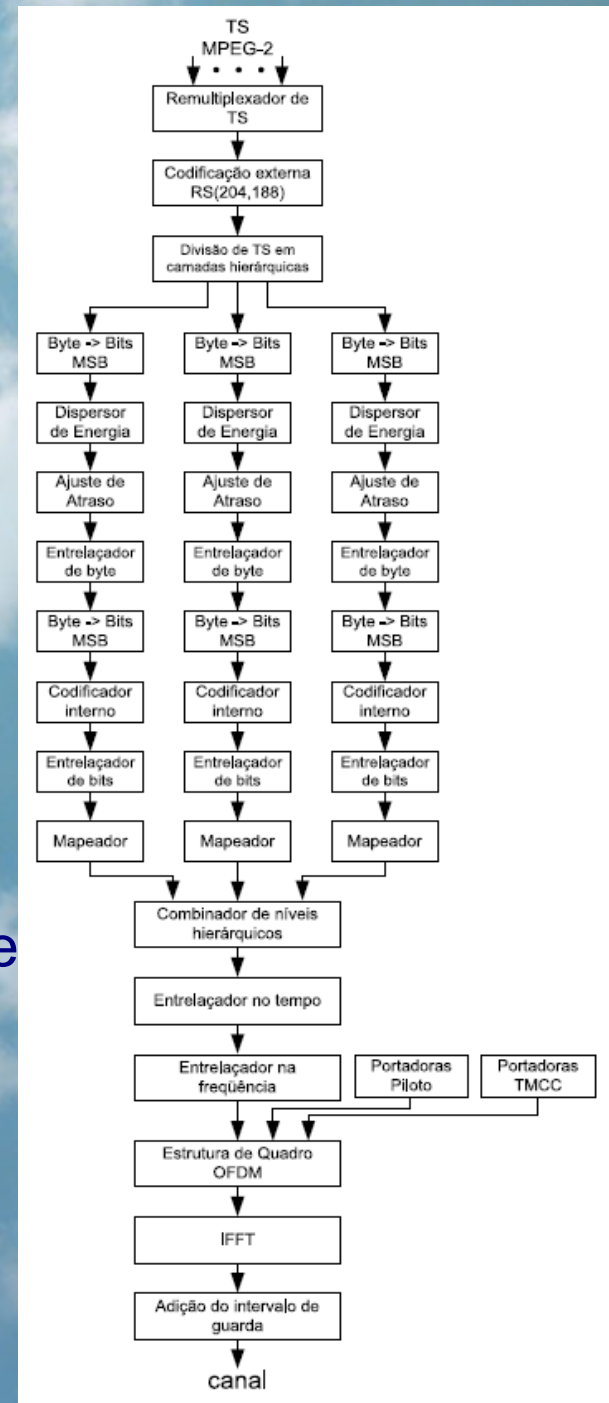 TS
MPEG-2
Remultiplexador de
TS
Codificação externa
RS(204,188)
Divisão de TS em
camadas hierárquicas
Byte -> Bits
MSB
Byte -> Bits
MSB
Byte -> Bits
MSB
Dispersor
de Energia
Dispersor
de Energia
Dispersor
de Energia
Ajuste de
Atraso
Ajuste de
Atraso
Ajuste de
Atraso
Entrelaçador
de byte
Entrelaçador
de byte
Entrelaçador
de byte
Byte -> Bits
MSB
Byte -> Bits
MSB
Byte -> Bits
MSB
Codificador
interno
Codificador
interno
Codificador
interno
Entrelaçador
de bits
Entrelaçador
de bits
Entrelaçador
de bits
Mapeador
Mapeador
Mapeador
e
Combinador de níveis
hierárquicos
Entrelaçador no tempo
Entrelaçador na
freqüência
Portadoras
Piloto
Portadoras
TMCC
Estrutura de Quadro
OFDM
IFFT
Adição do intervalo de
guarda
canal